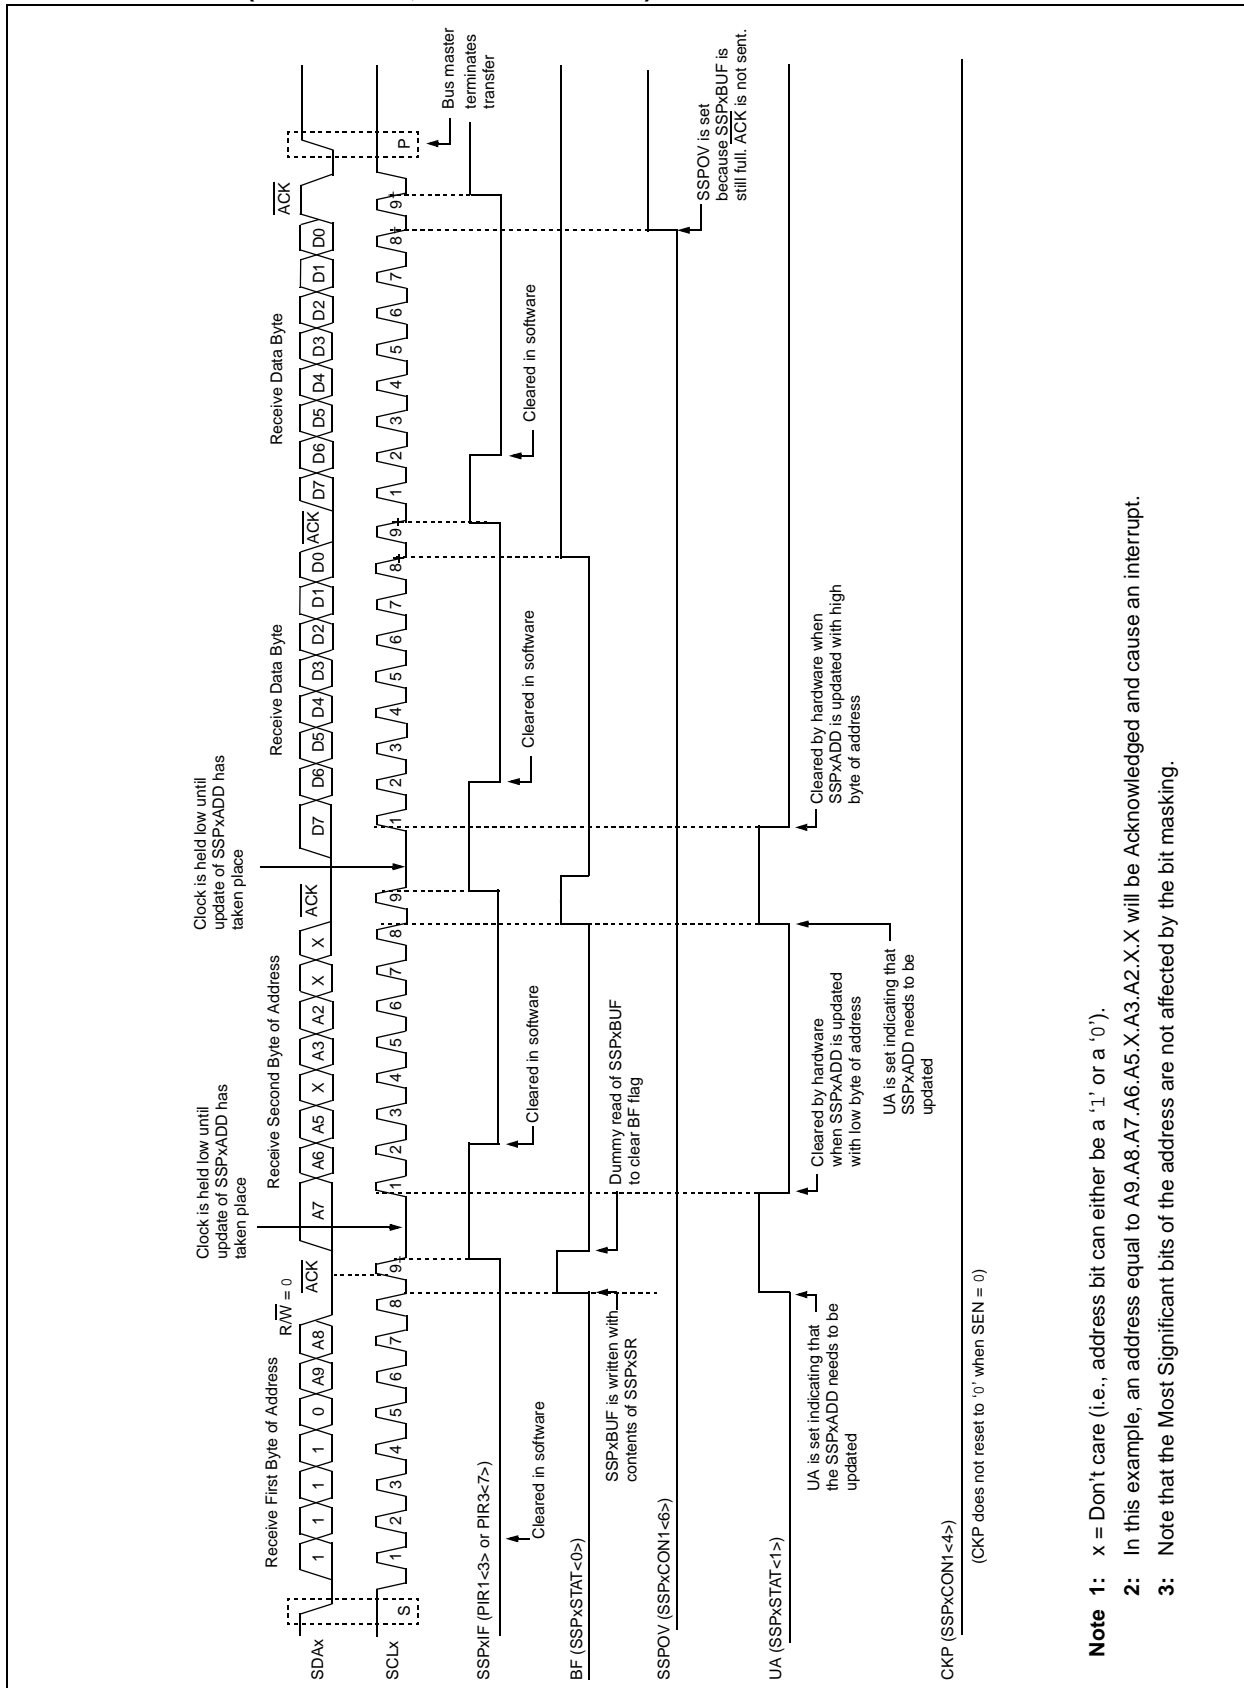 Clock is held low until
update of SSPxADD has
taken place
Clock is held low until
update of SSPxADD has
taken place
Receive First Byte of Address
R/W = 0
Receive Second Byte of Address
Receive Data Byte
Receive Data Byte
SDAx
1 1 1 1 0 A9 A8 ACK A7 A6 A5 X A3 A2 X X ACK D7 D6 D5 D4 D3 D2 D1 D0 ACK D7 D6 D5 D4 D3 D2 D1 D0 ACK
SCLx
S 1 2 3 4 5 6 7 8 9 1 2 3 4 5 6 7 8 9 1 2 3 4 5 6 7 8 9 1 2 3 4 5 6 7 8 9 P
Bus master
terminates
transfer
SSPxIF (PIR1<3> or PIR3<7>)
Cleared in software
Cleared in software
Cleared in software
Cleared in software
BF (SSPxSTAT<0>)
SSPxBUF is written with
contents of SSPxSR
Dummy read of SSPxBUF
to clear BF flag
SSPOV (SSPxCON1<6>)
SSPOV is set
because SSPxBUF is
still full. ACK is not sent.
UA (SSPxSTAT<1>)
UA is set indicating that
the SSPxADD needs to be
updated
Cleared by hardware
when SSPxADD is updated
with low byte of address
UA is set indicating that
SSPxADD needs to be
updated
Cleared by hardware when
SSPxADD is updated with high
byte of address
CKP (SSPxCON1<4>)
(CKP does not reset to ‘0’ when SEN = 0)
Note 1: x = Don’t care (i.e., address bit can either be a ‘1’ or a ‘0’).
2: In this example, an address equal to A9.A8.A7.A6.A5.X.A3.A2.X.X will be Acknowledged and cause an interrupt.
3: Note that the Most Significant bits of the address are not affected by the bit masking.